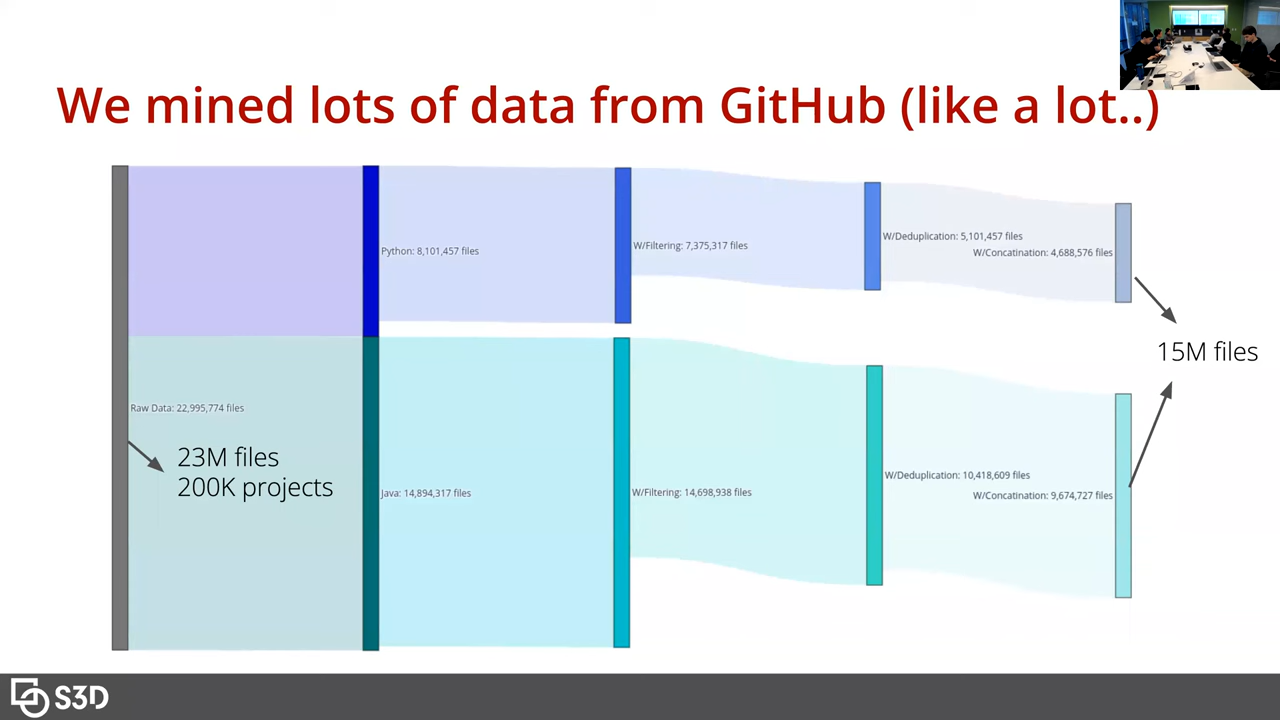 We mined lots of data from GitHub (like a lot..)
Python: 8,101,457 files
W/Filtering: 7,375,317 files
W/Deduplication: 5,101,457 files
W/Concatination: 4,688,576 files
15M files
Raw Data: 22,995,774 files
23M files
200K projects
Java: 14,894,317 files
W/Filtering: 14,698,938 files
W/Deduplication: 10,418,609 files
W/Concatination: 9,674,727 files
S3D